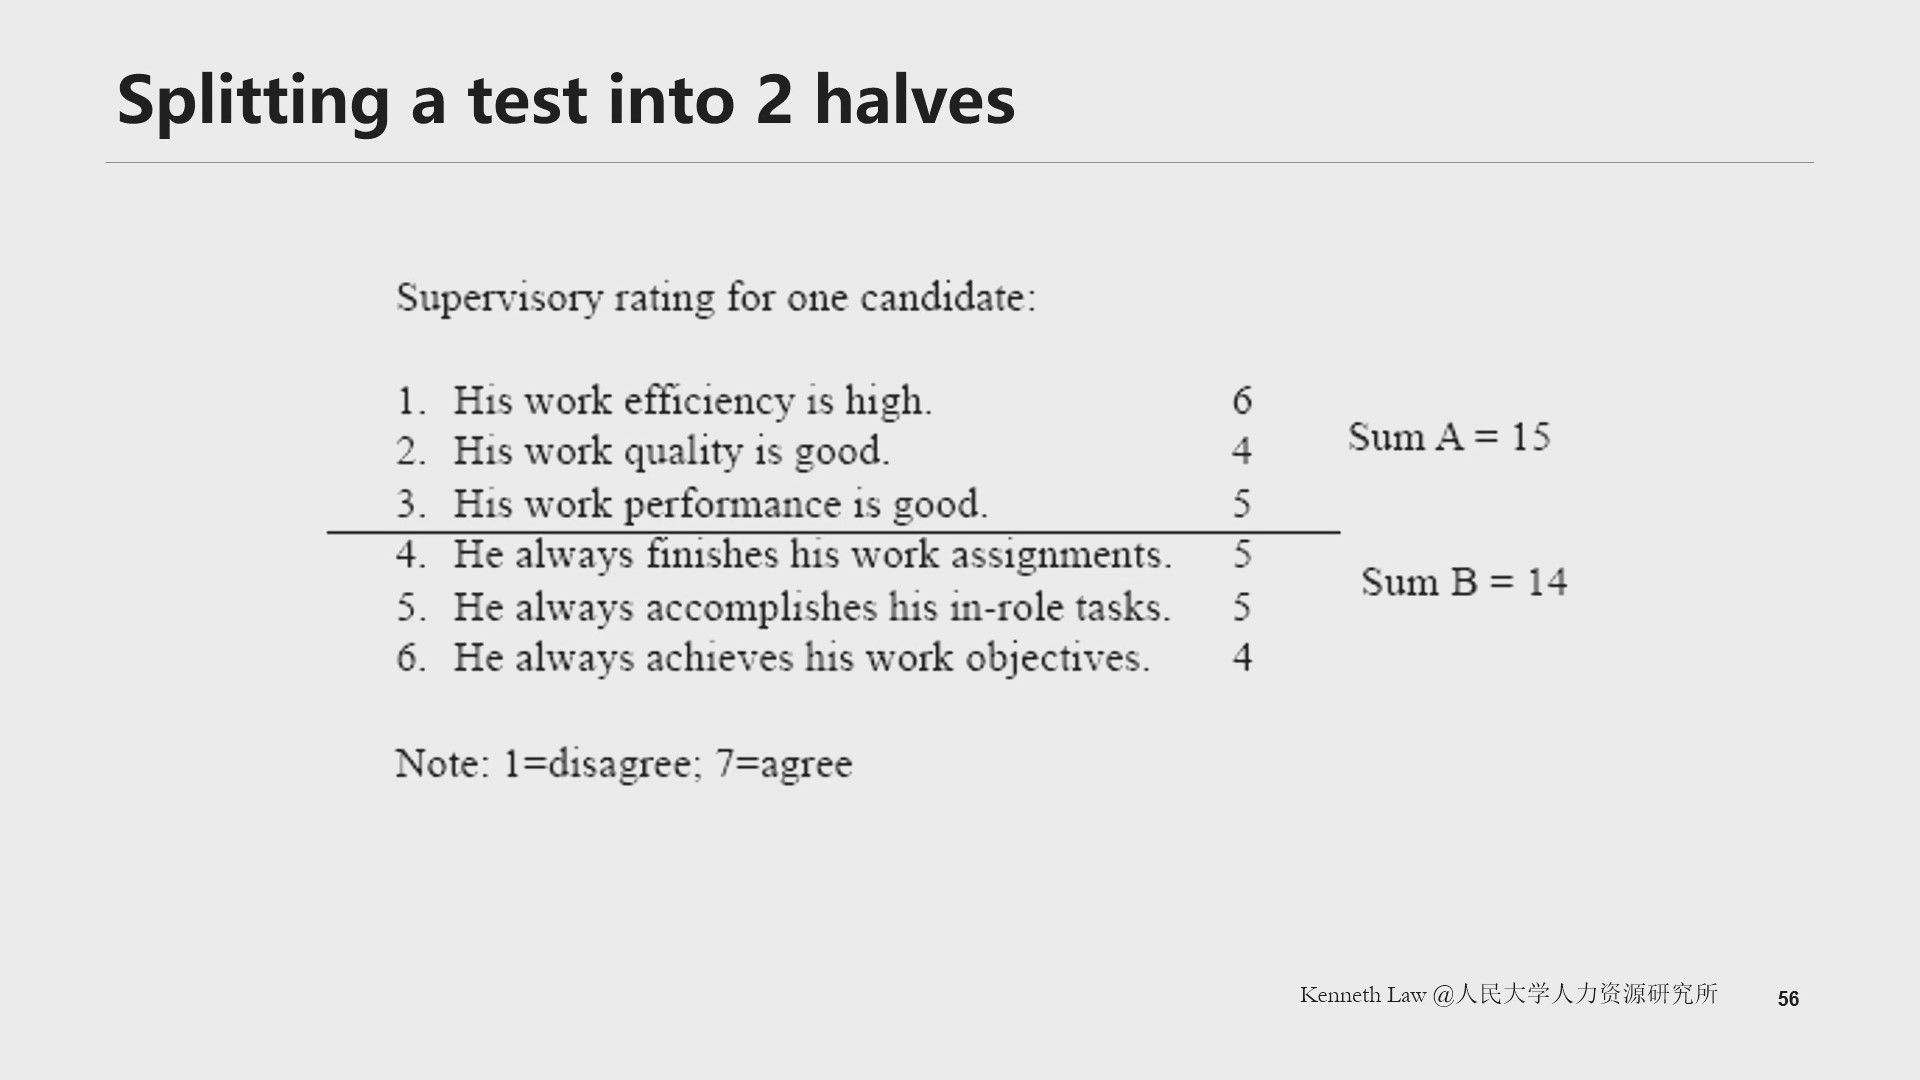 Splitting a test into 2 halves
Supervisory rating for one candidate:
1. His work efficiency is high. 6
2. His work quality is good. 4
Sum A = 15
3. His work performance is good. 5
4. He always finishes his work assignments. 5
Sum B = 14
5. He always accomplishes his in-role tasks. 5
6. He always achieves his work objectives. 4
Note: 1=disagree; 7=agree
Kenneth Law @人民大学人力资源研究所 56